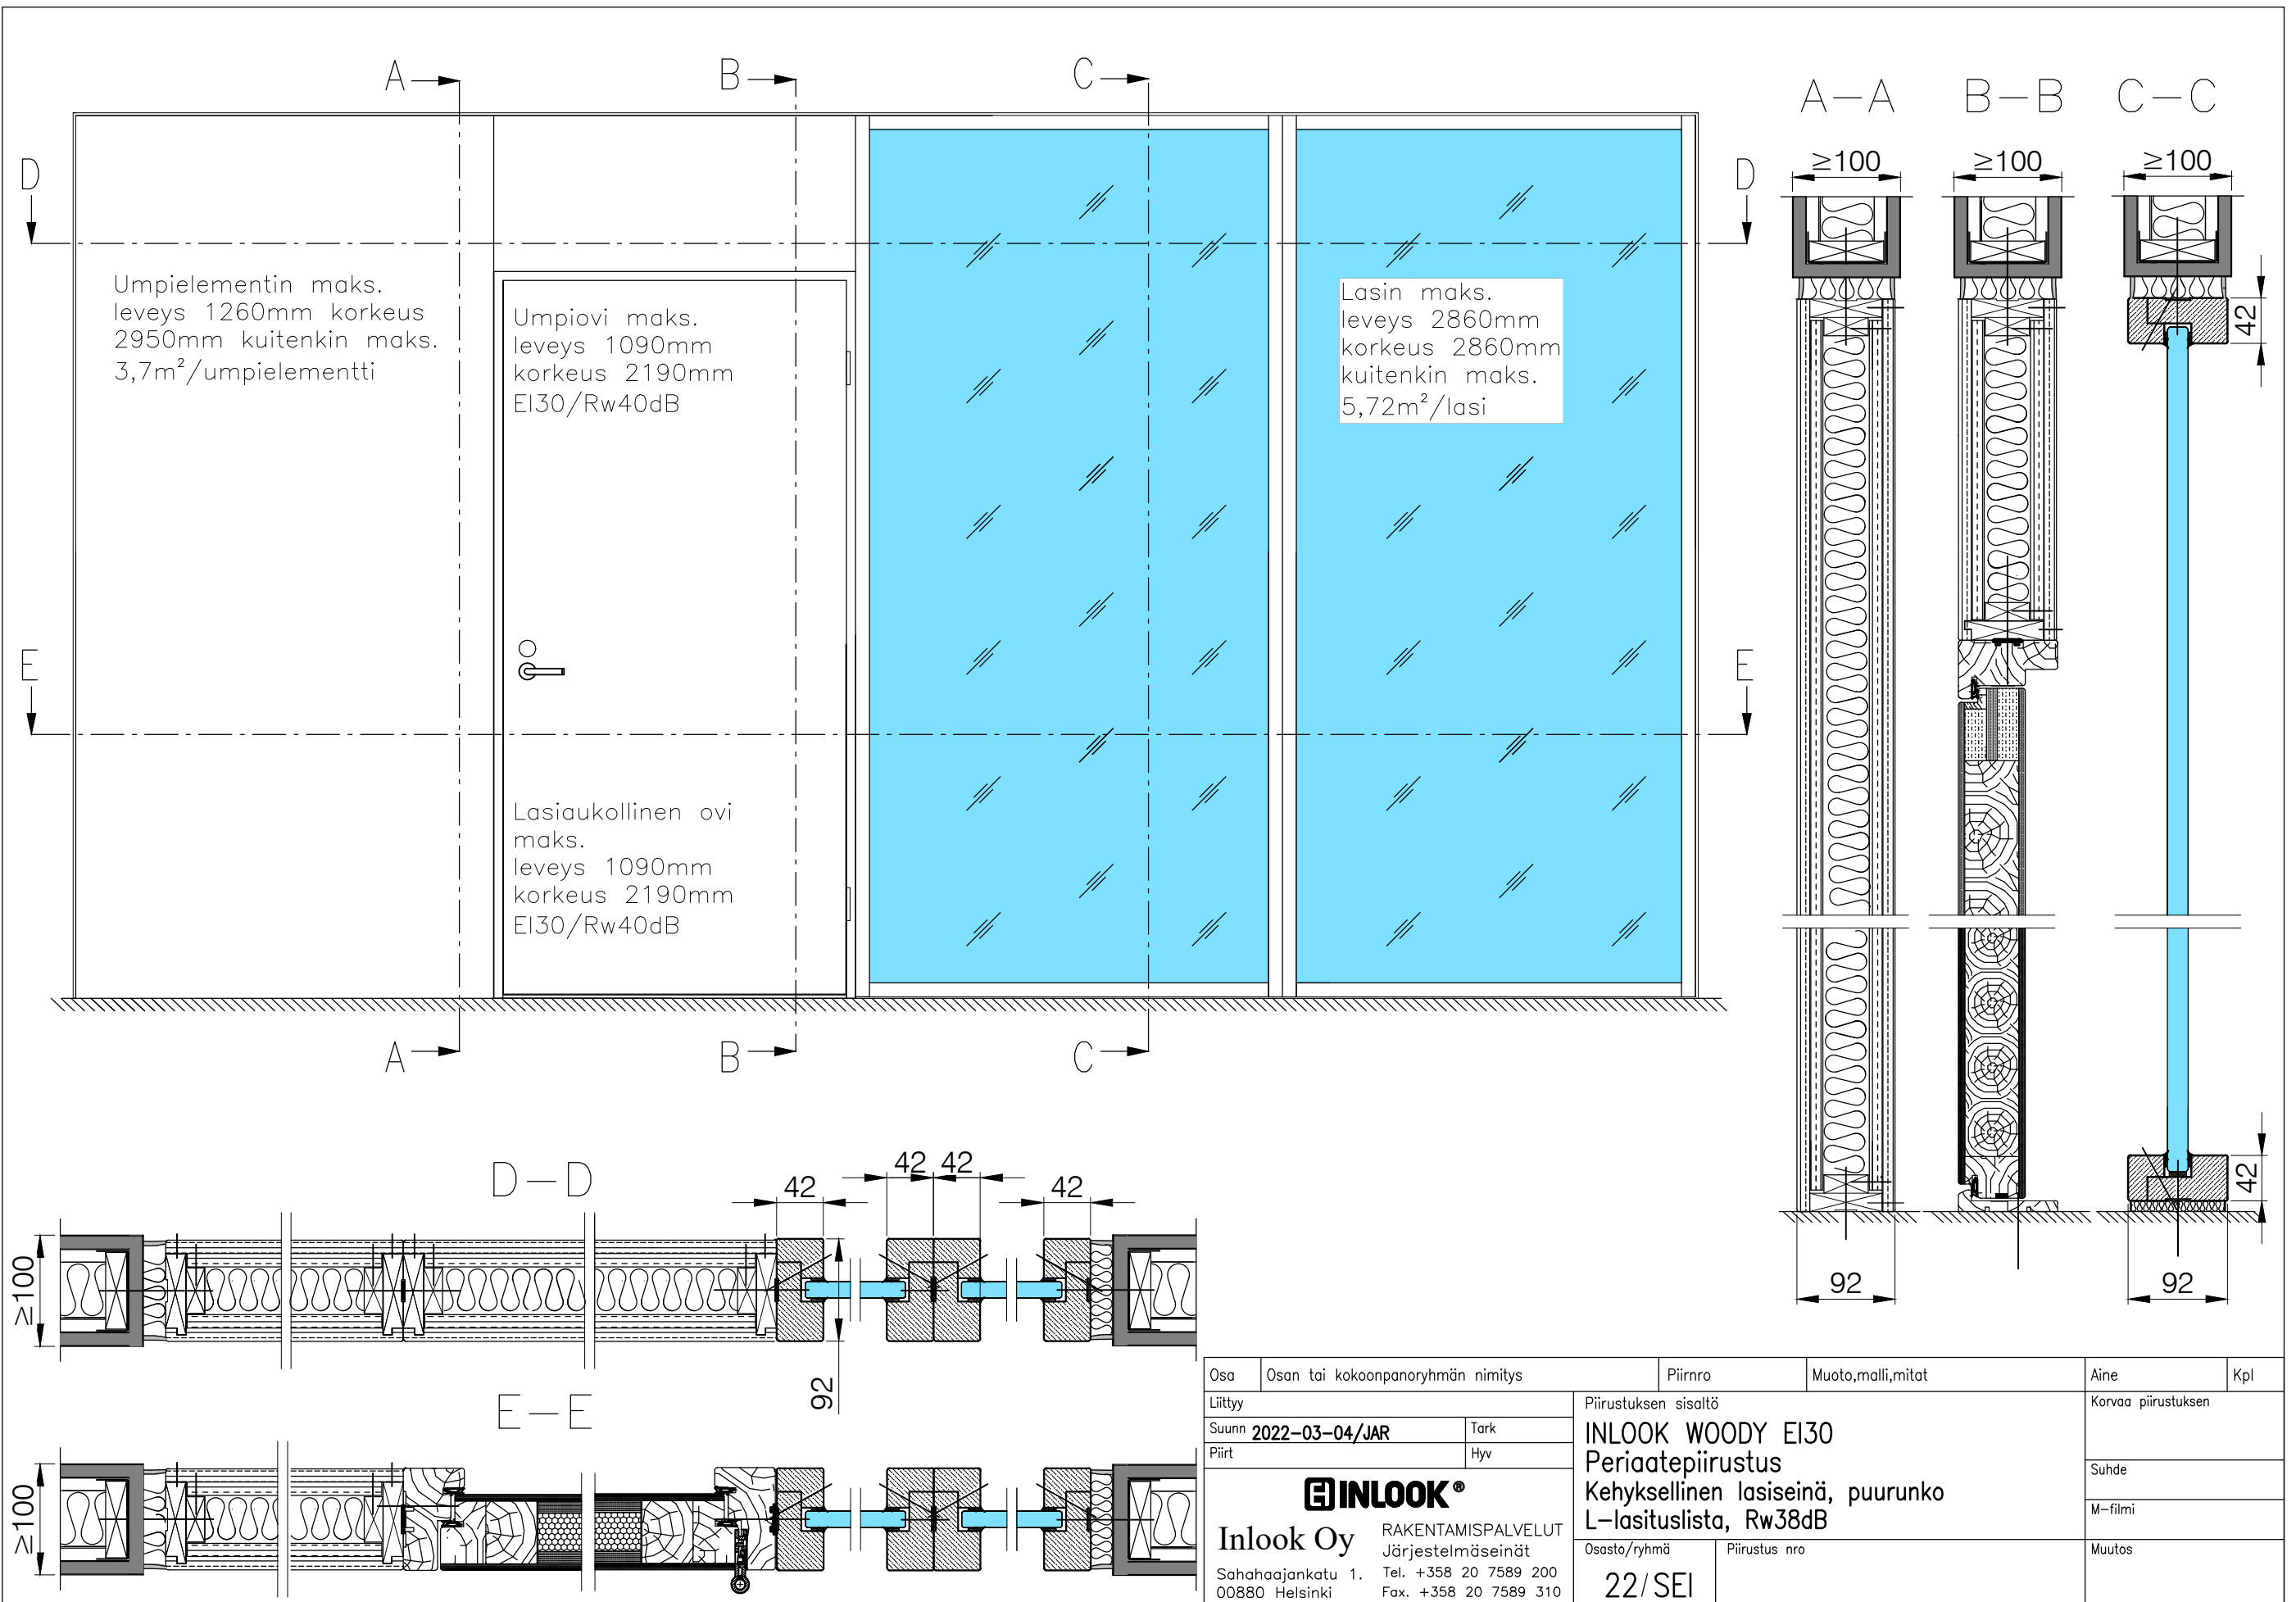 A
B
C
A—A
B—B
C—C
≥100
≥100
≥100
D
D
42
Umpielementin maks.
leveys 1260mm korkeus
2950mm kuitenkin maks.
3,7m²/umpielementti
Umpiovi maks.
leveys 1090mm
korkeus 2190mm
EI30/Rw40dB
Lasin maks.
leveys 2860mm
korkeus 2860mm
kuitenkin maks.
5,72m²/lasi
E
E
Lasiaukollinen ovi
maks.
leveys 1090mm
korkeus 2190mm
EI30/Rw40dB
A
B
C
42
92
92
D—D
42
42
42
42
≥100
92
E—E
≥100
Osa
Osan tai kokoonpanoryhmän nimitys
Piirnro
Muoto,malli,mitat
Aine
Kpl
Liittyy
Suunn 2022-03-04/JAR
Tark
Piirt
Hyv
Piirustuksen sisaltö
INLOOK WOODY EI30
Periaatepiirustus
Kehyksellinen lasiseinä, puurunko
L-lasituslista, Rw38dB
Korvaa piirustuksen
Suhde
M-filmi
Muutos
INLOOK®
Inlook Oy
Sahahaajankatu 1.
00880 Helsinki
RAKENTAMISPALVELUT
Järjestelmäseinät
Tel. +358 20 7589 200
Fax. +358 20 7589 310
Osasto/ryhmä
22/SEI
Piirustus nro